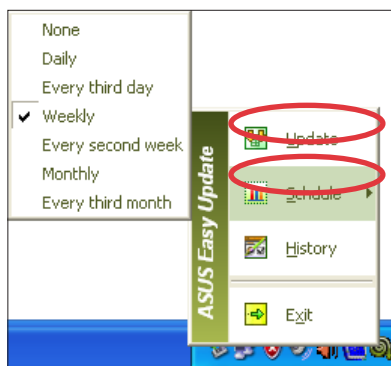 None
Daily
Every third day
Weekly
Every second week
Monthly
Every third month
ASUS Easy Update
Update
Schdule
History
Exit